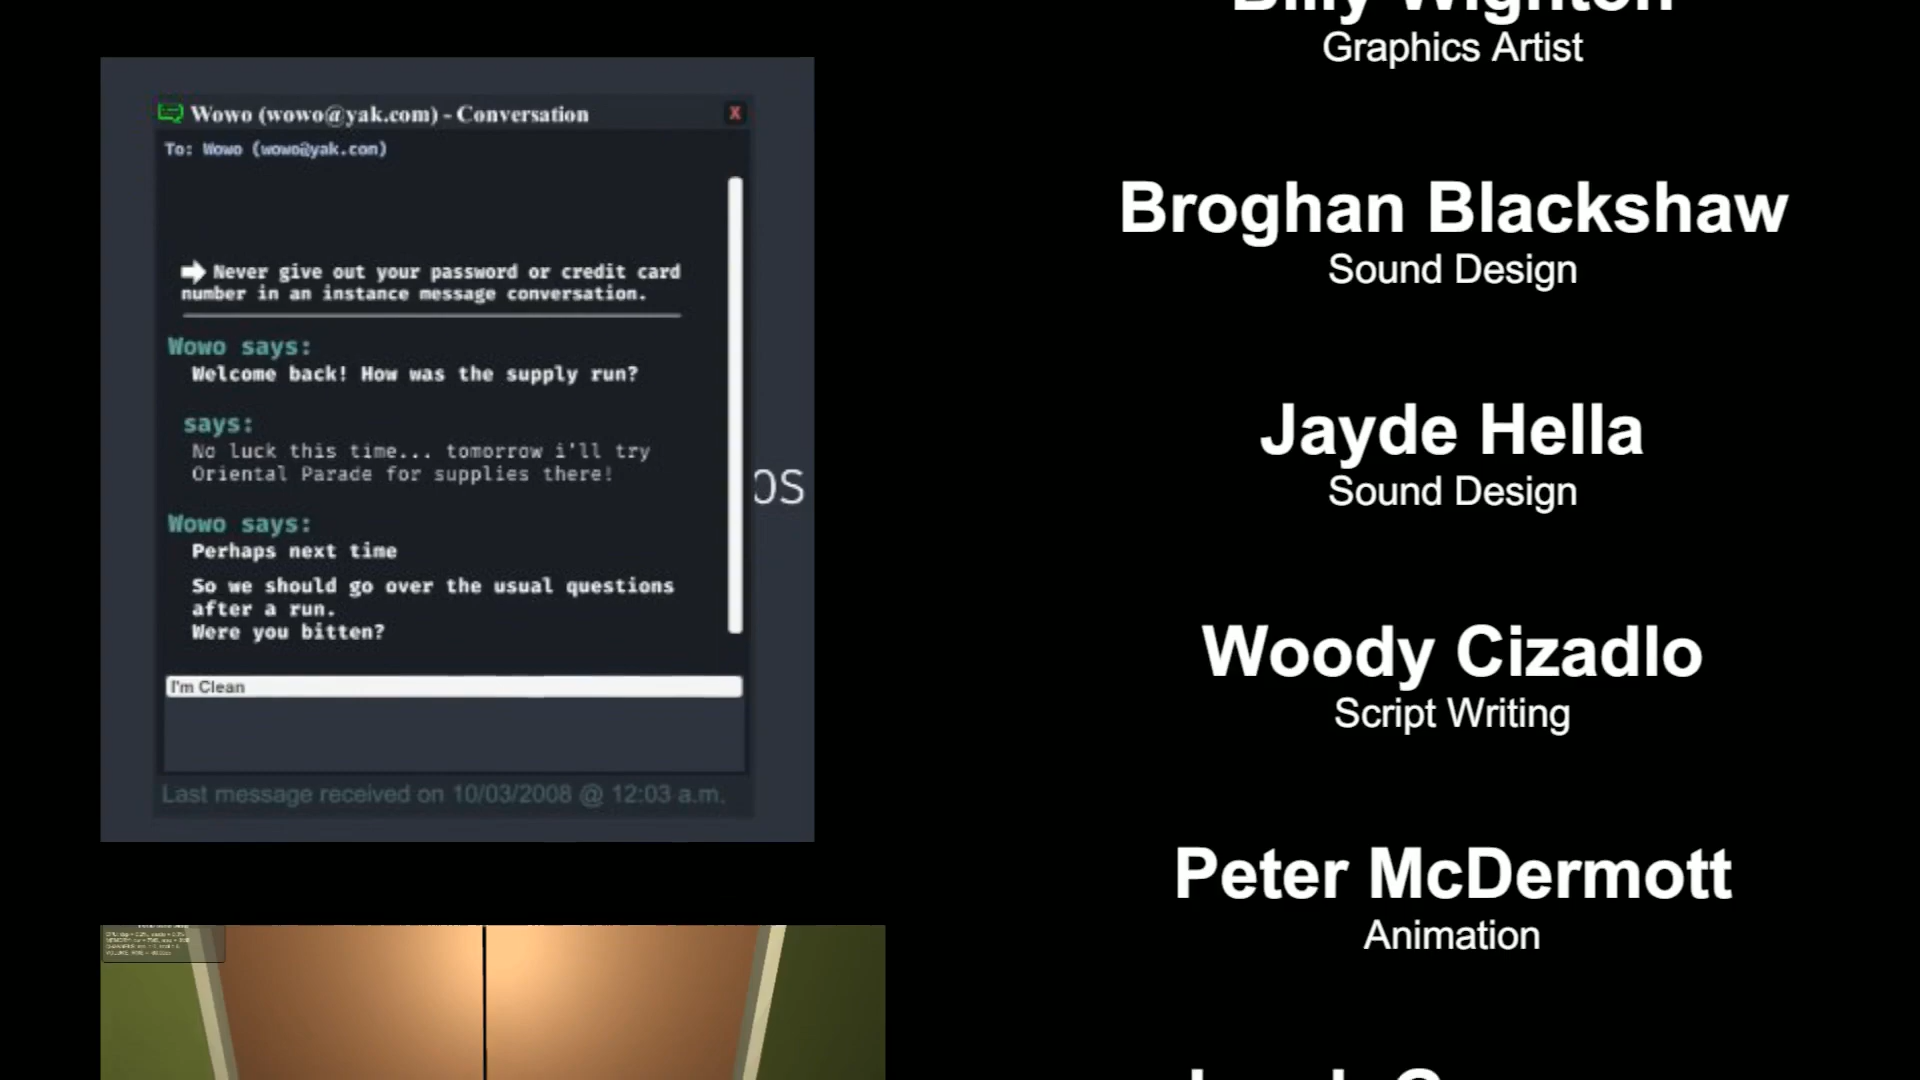 Wowo (wowo@yak.com) - Conversation
X
To: Wowo (wowo@yak.com)
Never give out your password or credit card
number in an instance message conversation.
Wowo says:
Welcome back! How was the supply run?
says:
No luck this time... tomorrow i'll try
Oriental Parade for supplies there!
Wowo says:
Perhaps next time
So we should go over the usual questions
after a run.
Were you bitten?
I'm Clean
Last message received on 10/03/2008 @ 12:03 a.m.
OS
Billy Wighton
Graphics Artist
Broghan Blackshaw
Sound Design
Jayde Hella
Sound Design
Woody Cizadlo
Script Writing
Peter McDermott
Animation